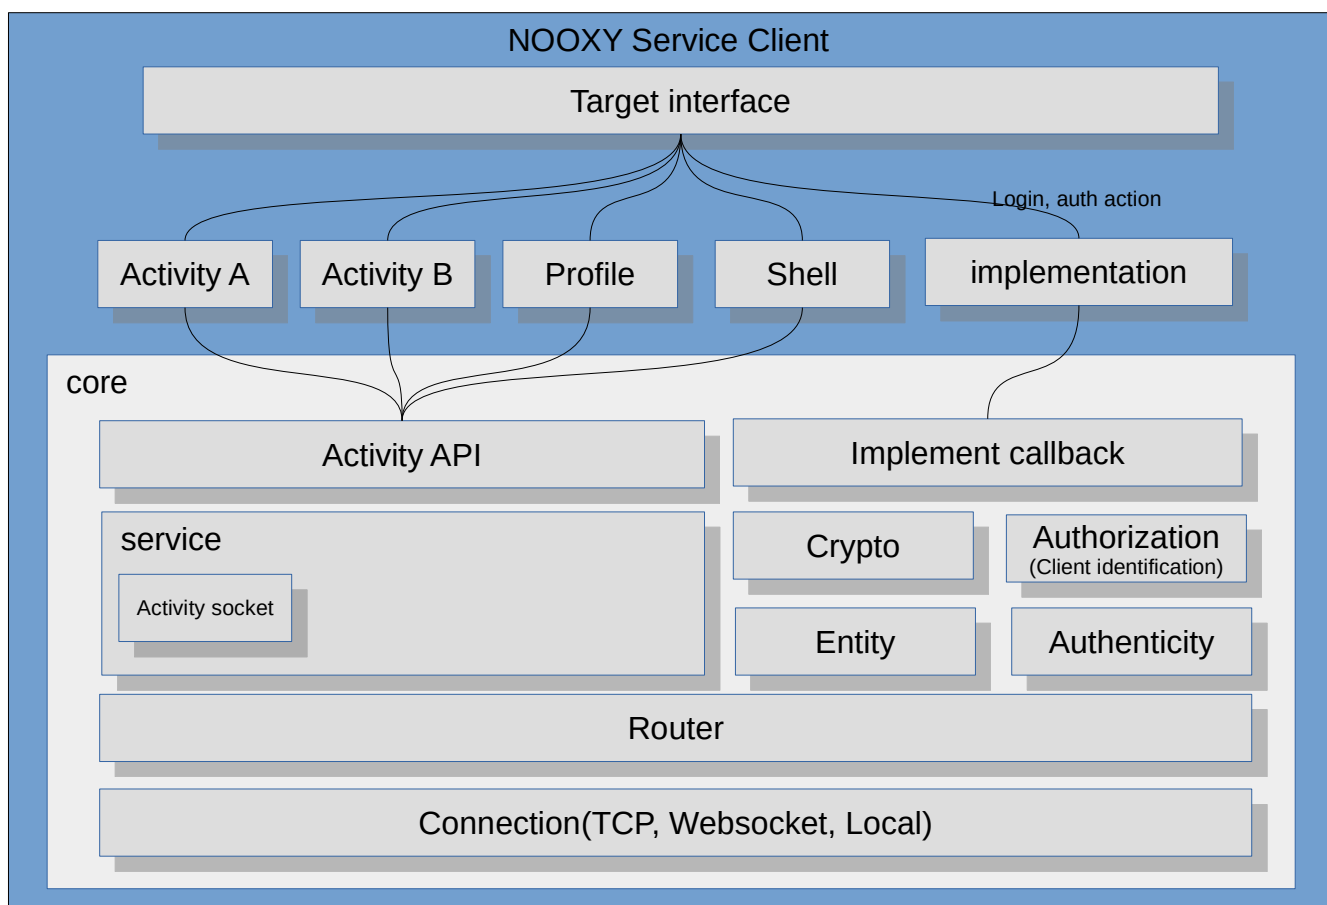 NOOXY Service Client
Target interface
Login, auth action
Activity A
Activity B
Profile
Shell
implementation
core
Activity API
Implement callback
service
Activity socket
Crypto
Authorization
(Client identification)
Entity
Authenticity
Router
Connection(TCP, Websocket, Local)